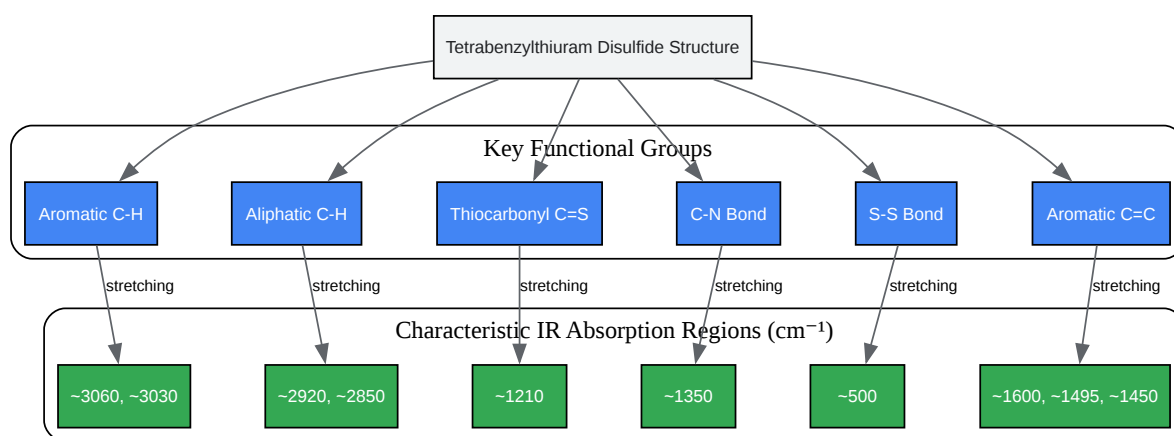 Tetrabenzylthiuram Disulfide Structure
Key Functional Groups
Aromatic C-H
Aliphatic C-H
Thiocarbonyl C=S
C-N Bond
S-S Bond
Aromatic C=C
stretching
stretching
stretching
stretching
stretching
stretching
Characteristic IR Absorption Regions (cm⁻¹)
~3060, ~3030
~2920, ~2850
~1210
~1350
~500
~1600, ~1495, ~1450